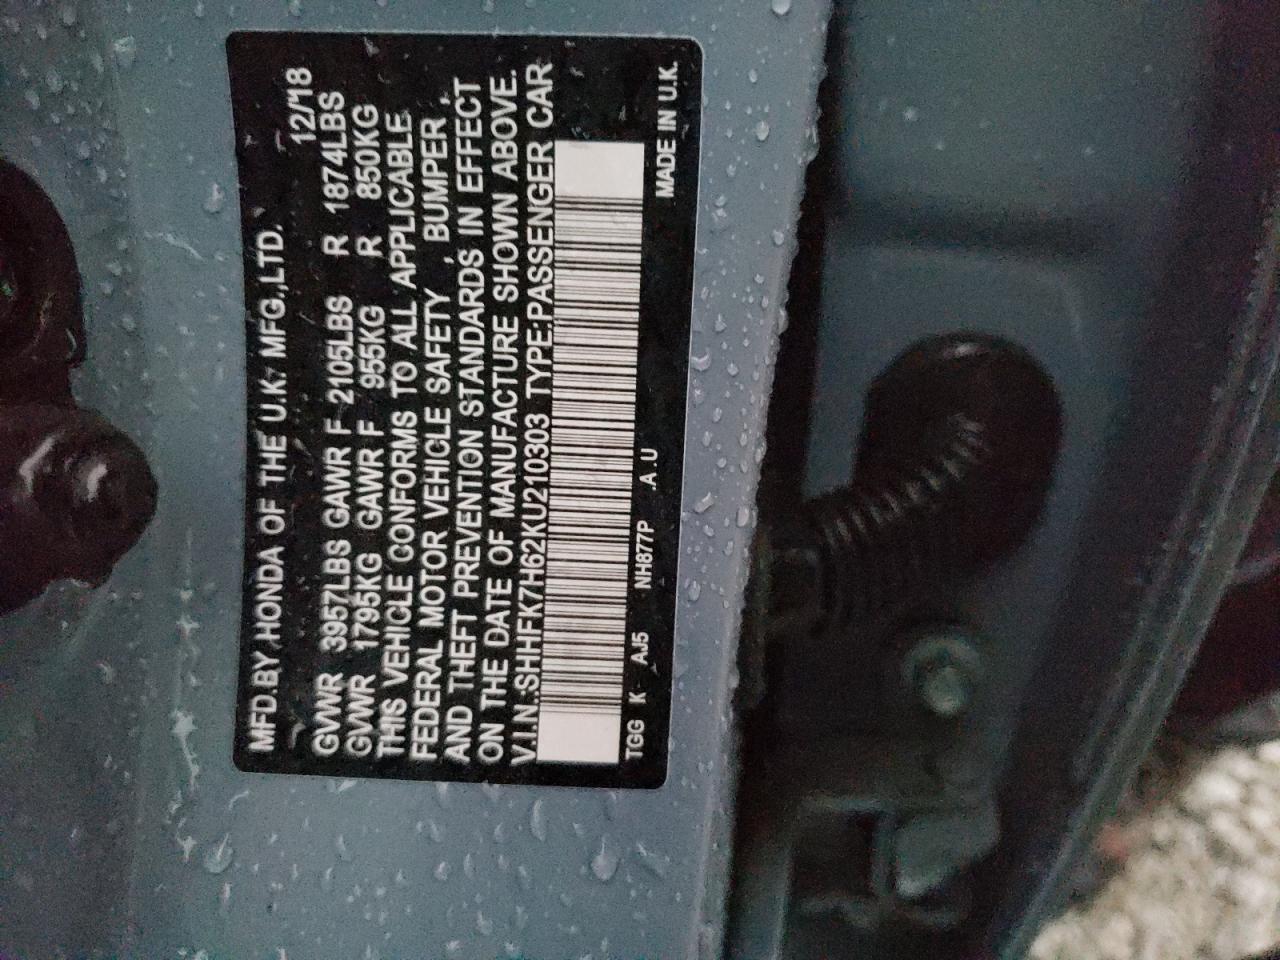 MFD.BY HONDA OF THE U.K. MFG.,LTD. 12/18
GVWR 3957LBS GAWR F 2105LBS R 1874LBS
GVWR 1795KG GAWR F 955KG R 850KG
THIS VEHICLE CONFORMS TO ALL APPLICABLE
FEDERAL MOTOR VEHICLE SAFETY , BUMPER ,
AND THEFT PREVENTION STANDARDS IN EFFECT
ON THE DATE OF MANUFACTURE SHOWN ABOVE.
V.I.N.:SHHFK7H62KU210303 TYPE:PASSENGER CAR
TGG K AJ5 NH877P .A .U MADE IN U.K.